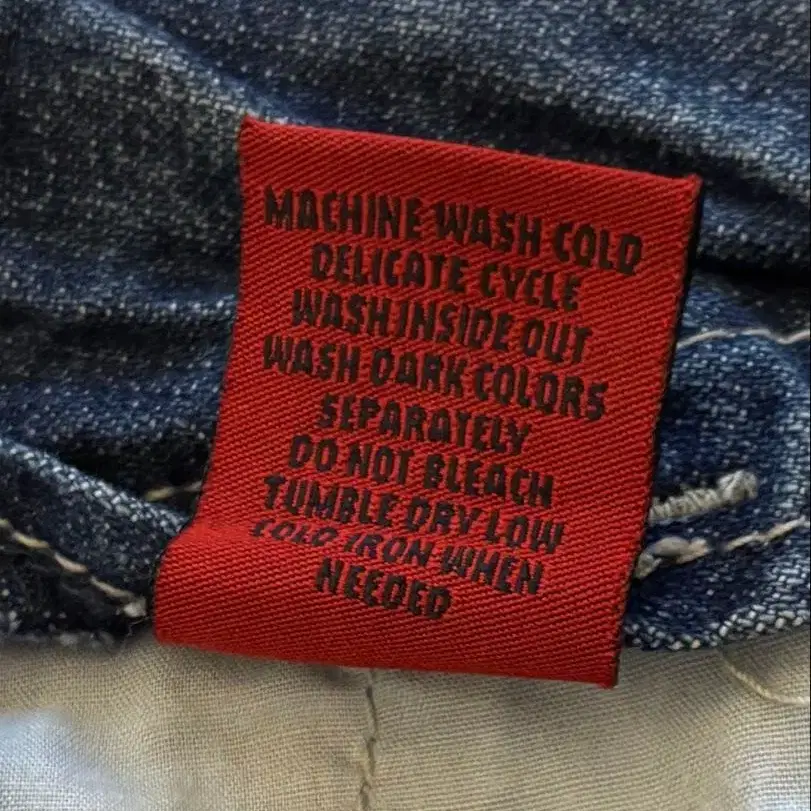 MACHINE WASH COLD
DELICATE CYCLE
WASH INSIDE OUT
WASH DARK COLORS
SEPARATELY
DO NOT BLEACH
TUMBLE DRY LOW
COLD IRON WHEN
NEEDED